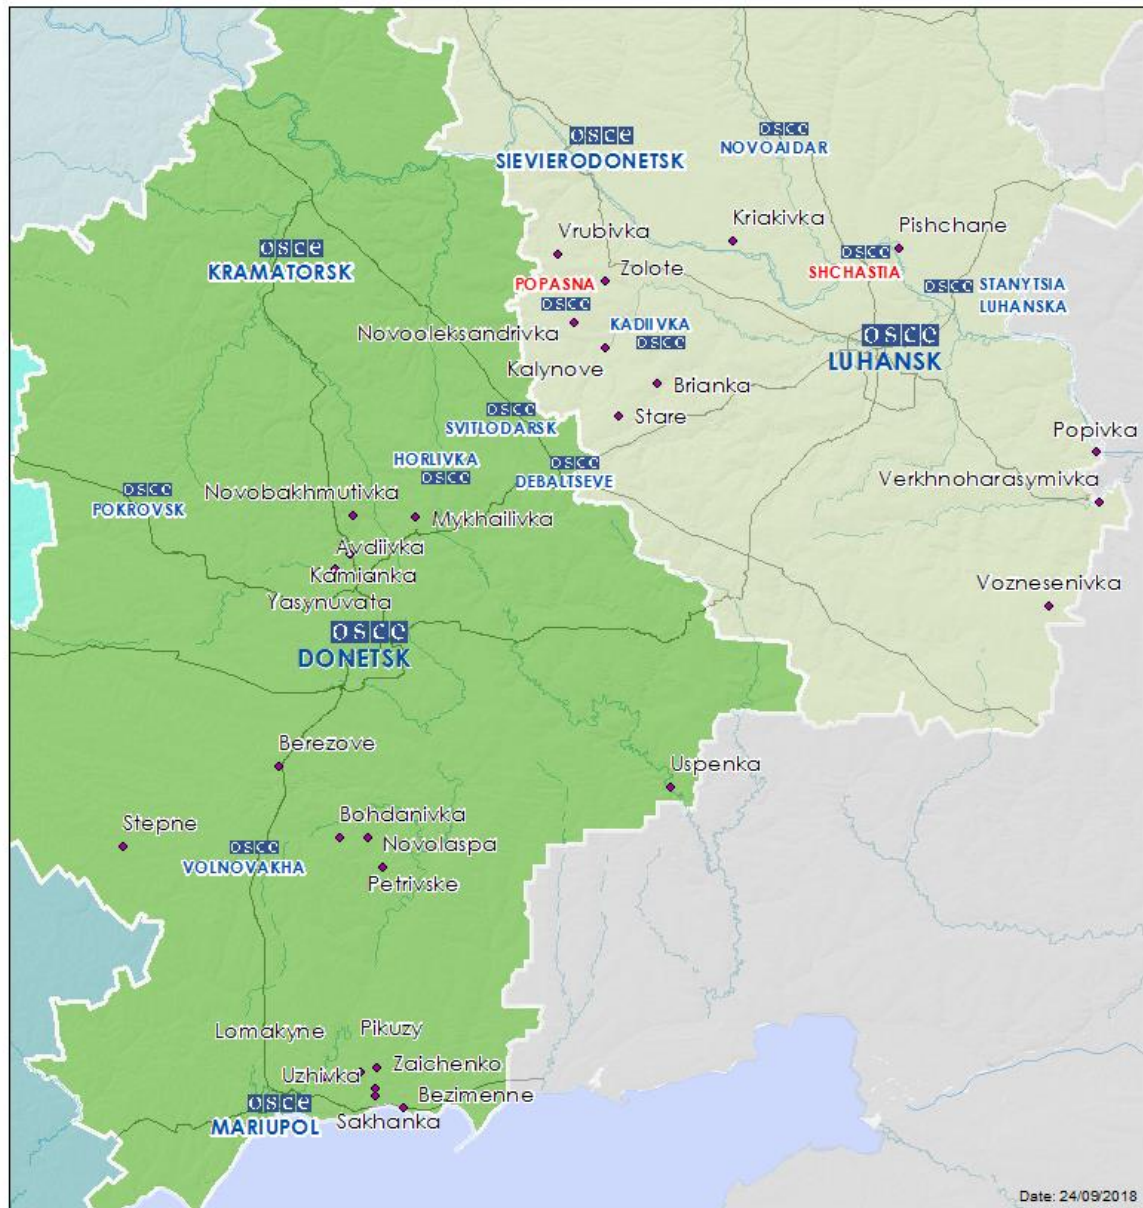 osce
SIEVIERODONETSK
osce
NOVOAIDAR
osce
KRAMATORSK
Vrubivka
Kriakivka
Pishchane
Zolote
POPASNA
osce
osce
SHCHASTIA
osce
STANYTSIA
LUHANSKA
Novooleksandrivka
KADIIVKA
osce
osce
LUHANSK
Kalynove
Brianka
Stare
osce
SVITLODARSK
Popivka
HORLIVKA
osce
osce
DEBALTSEVE
Verkhnoharasymivka
osce
POKROVSK
Novobakhmutivka
Mykhailivka
Avdiivka
Kamianka
Yasynuvata
Voznesenivka
osce
DONETSK
Berezove
Uspenka
Stepne
Bohdanivka
osce
VOLNOVAKHA
Novolaspa
Petrivske
Lomakyne
Pikuzy
Zaichenko
Uzhivka
Bezimenne
osce
MARIUPOL
Sakhanka
Date: 24/09/2018